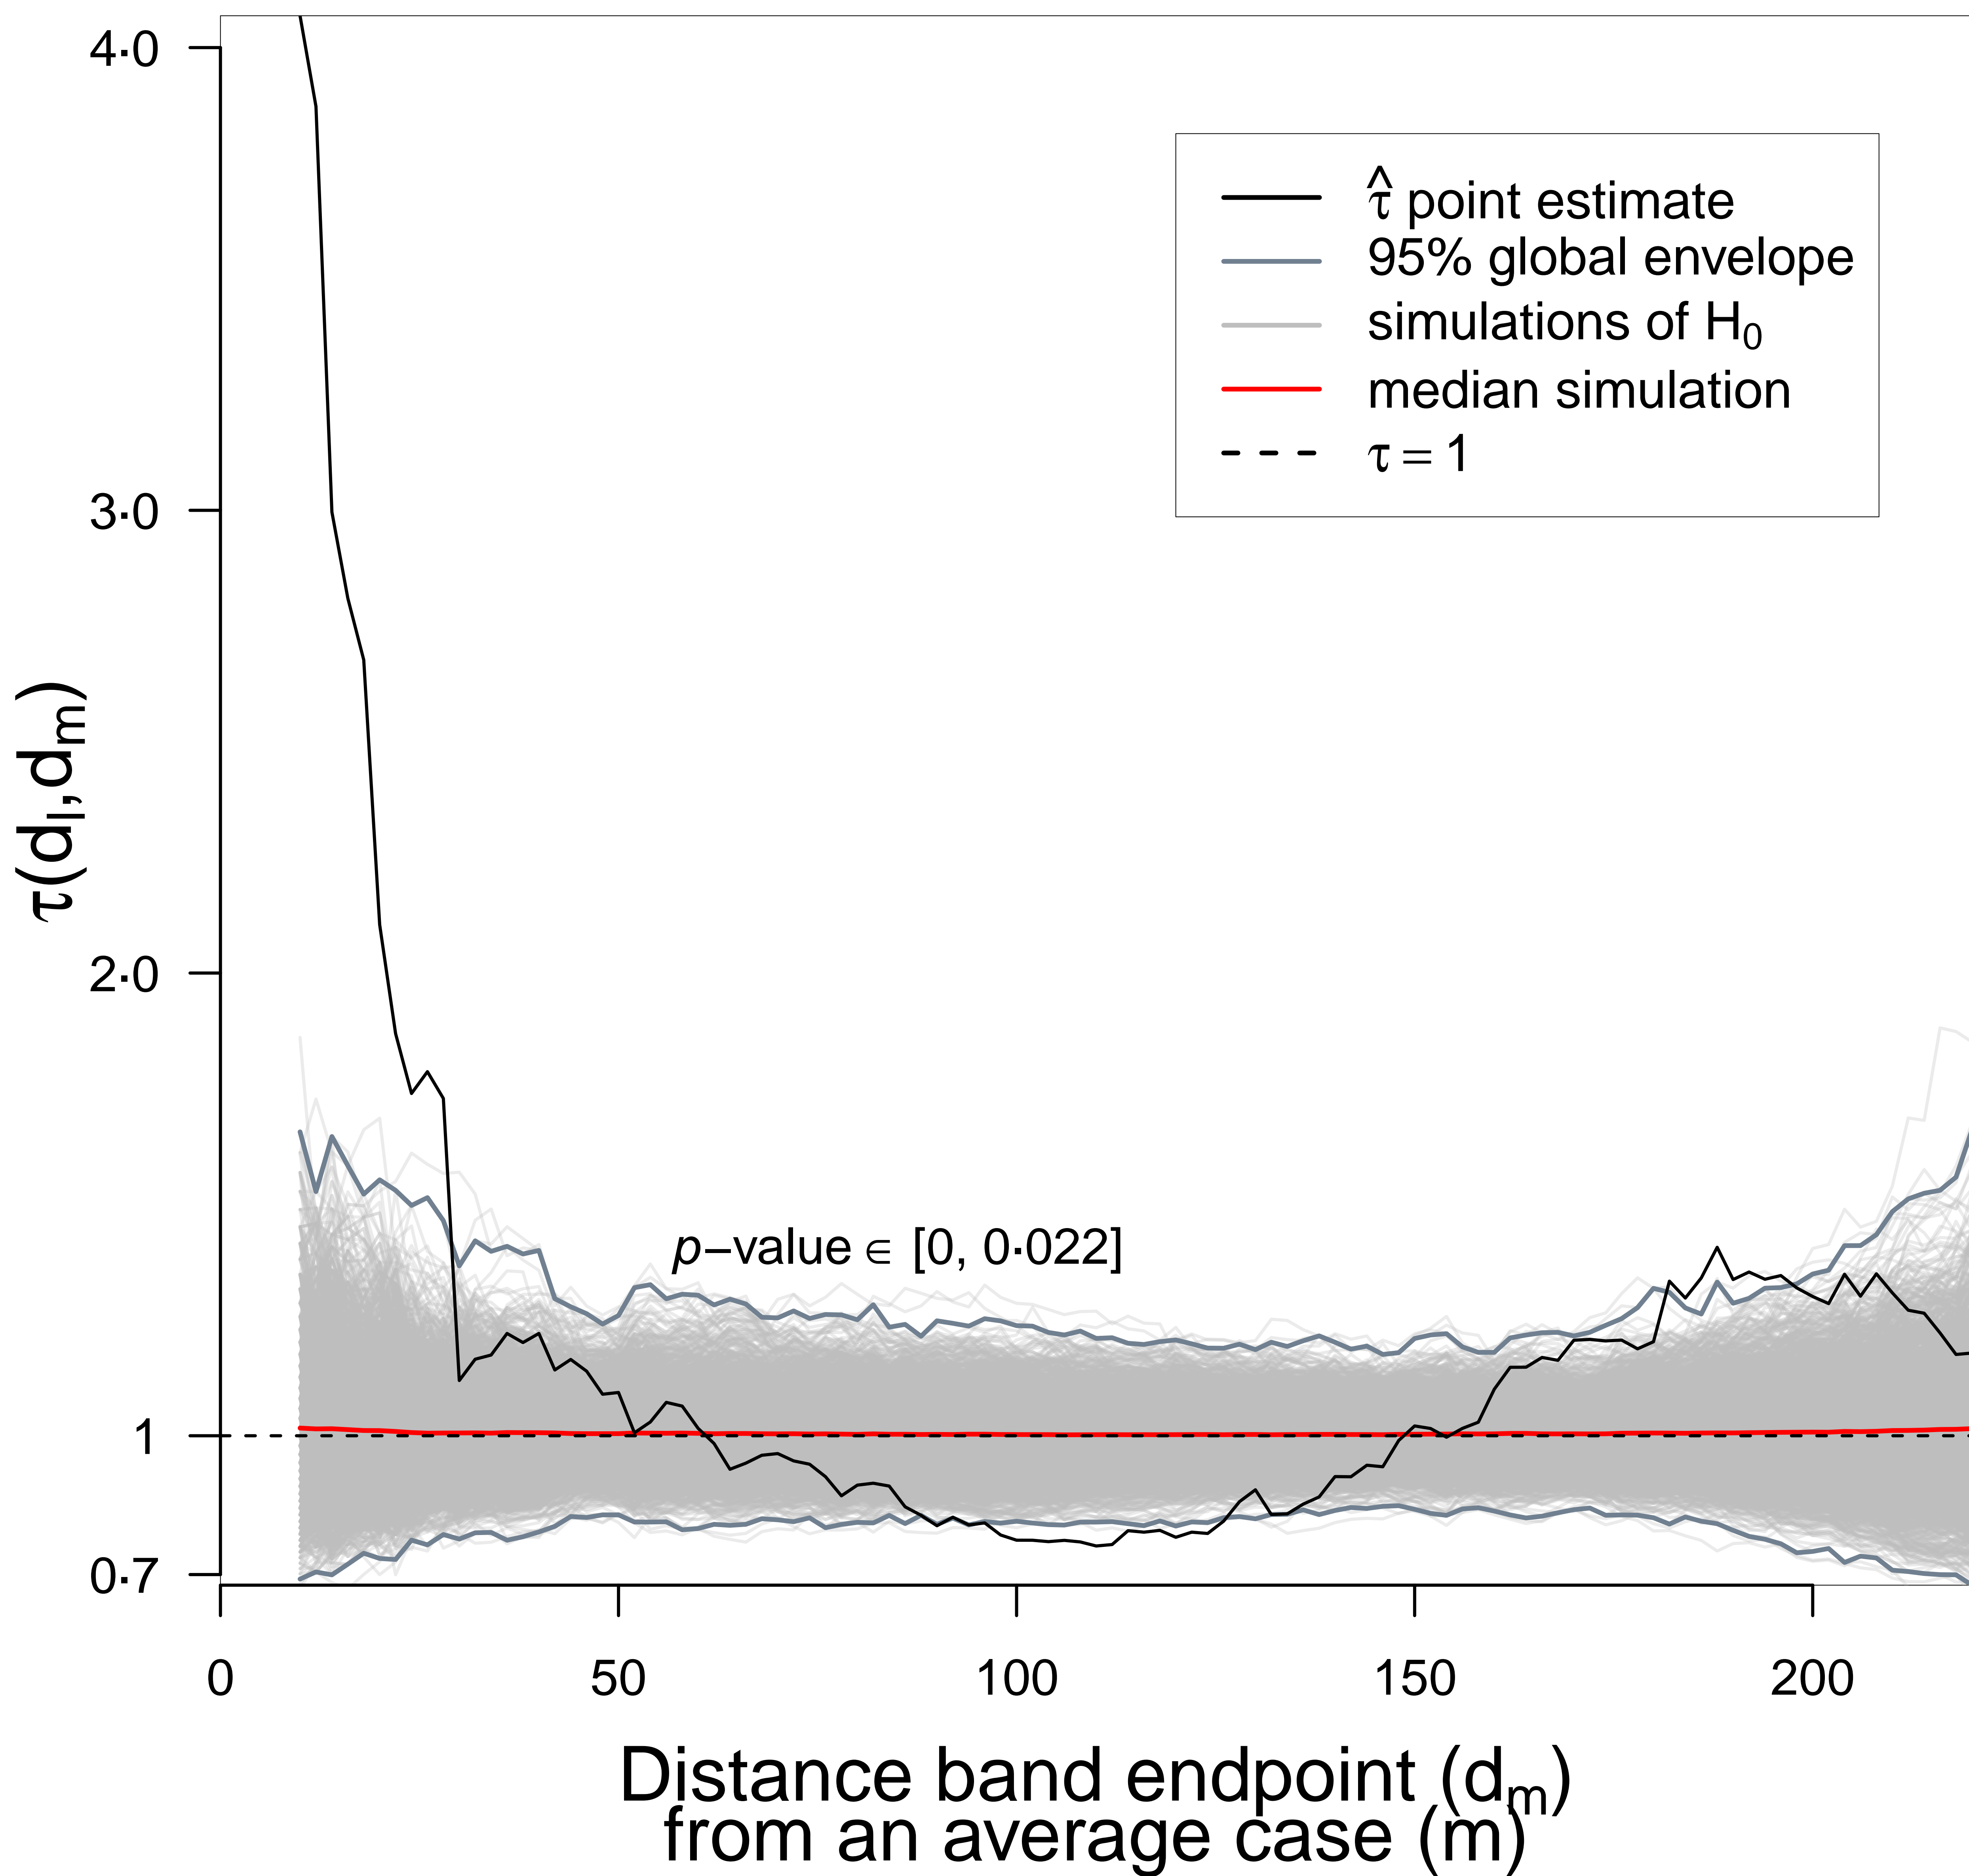 4·0
3·0
2·0
1
0·7
τ(dl,dm)
τ̂ point estimate
95% global envelope
simulations of H0
median simulation
τ = 1
p−value ∈ [0, 0·022]
0 50 100 150 200
Distance band endpoint (dm)
from an average case (m)